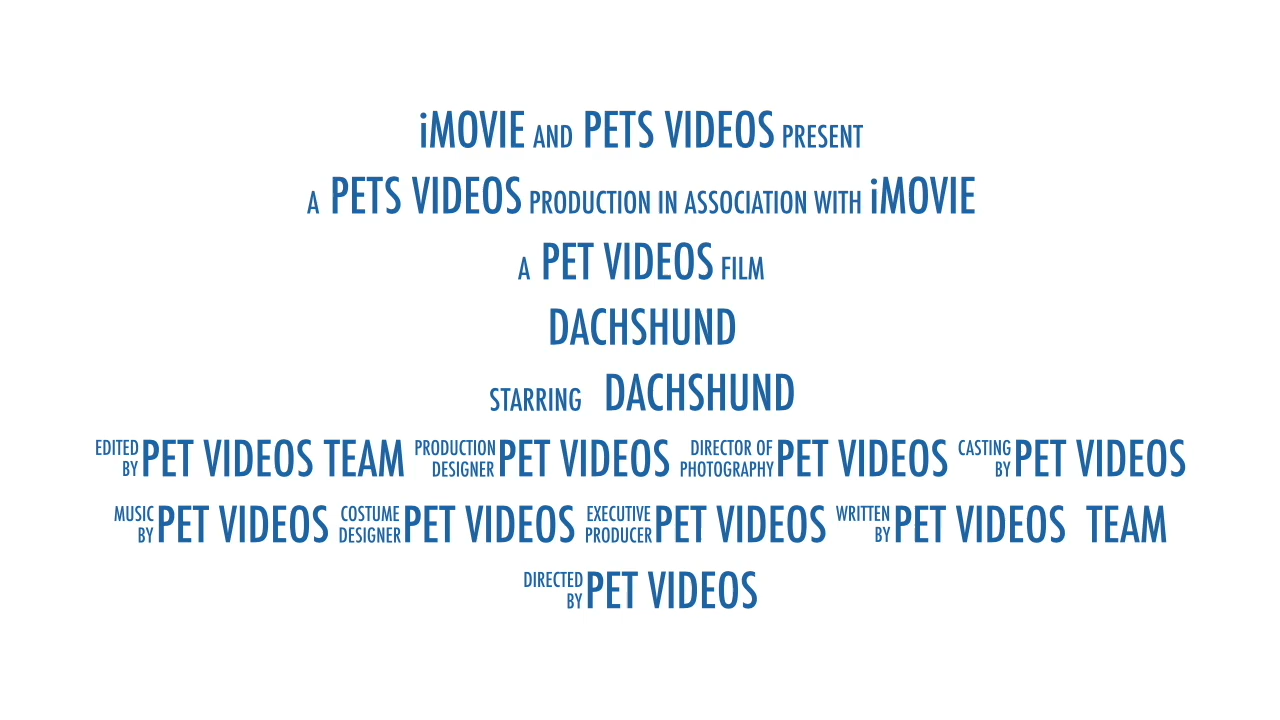 iMOVIE AND PETS VIDEOS PRESENT
A PETS VIDEOS PRODUCTION IN ASSOCIATION WITH iMOVIE
A PET VIDEOS FILM
DACHSHUND
STARRING DACHSHUND
EDITED BY PET VIDEOS TEAM PRODUCTION DESIGNER PET VIDEOS DIRECTOR OF PHOTOGRAPHY PET VIDEOS CASTING BY PET VIDEOS
MUSIC BY PET VIDEOS COSTUME DESIGNER PET VIDEOS EXECUTIVE PRODUCER PET VIDEOS WRITTEN BY PET VIDEOS TEAM
DIRECTED BY PET VIDEOS